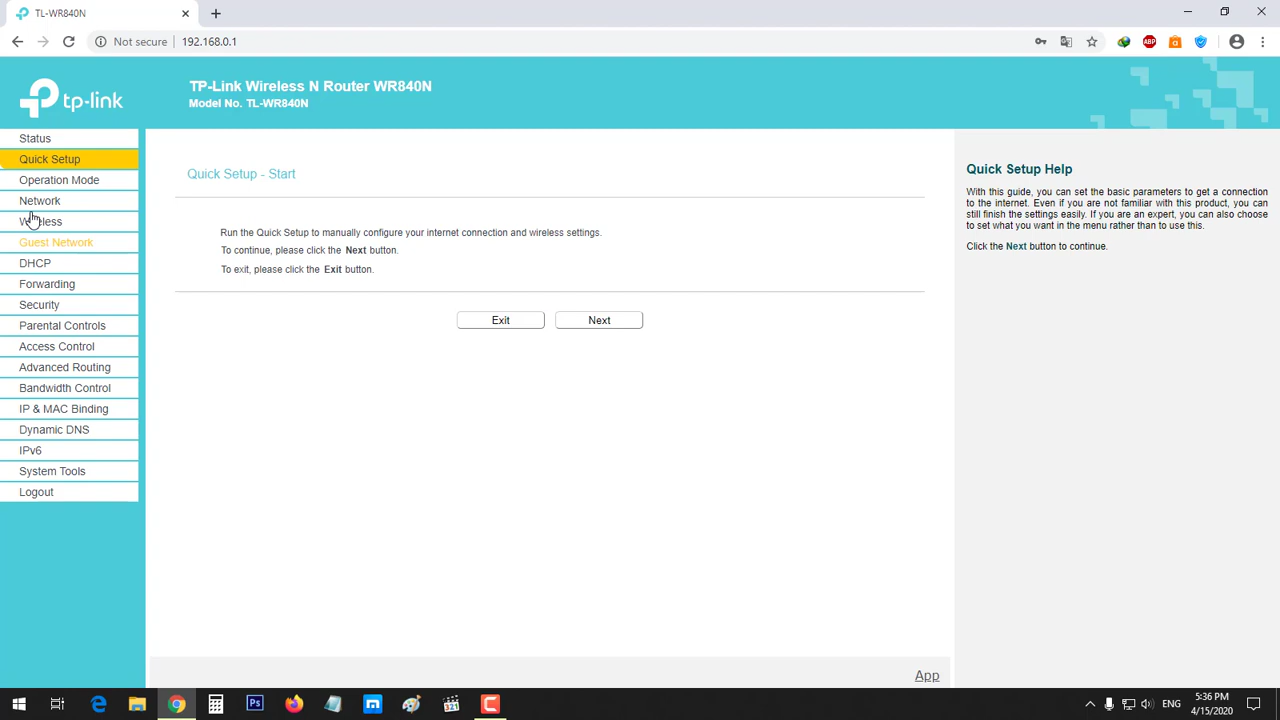 TL-WR840N
Not secure
192.168.0.1
ABP
tp-link
TP-Link Wireless N Router WR840N
Model No. TL-WR840N
Status
Quick Setup
Operation Mode
Network
Wireless
Guest Network
DHCP
Forwarding
Security
Parental Controls
Access Control
Advanced Routing
Bandwidth Control
IP & MAC Binding
Dynamic DNS
IPv6
System Tools
Logout
Quick Setup - Start
Run the Quick Setup to manually configure your internet connection and wireless settings.
To continue, please click the Next button.
To exit, please click the Exit button.
Exit
Next
App
Quick Setup Help
With this guide, you can set the basic parameters to get a connection
to the internet. Even if you are not familiar with this product, you can
still finish the settings easily. If you are an expert, you can also choose
to set what you want in the menu rather than to use this.
Click the Next button to continue.
Ps
ENG
5:36 PM
4/15/2020